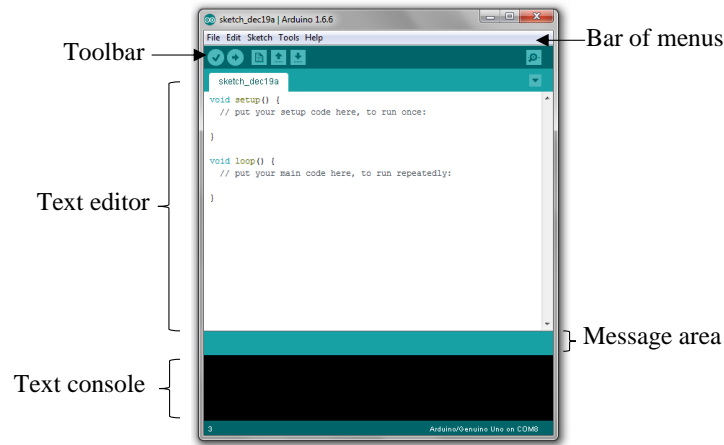 sketch_dec19a | Arduino 1.6.6
File Edit Sketch Tools Help
Bar of menus
Toolbar
sketch_dec19a
void setup() {
// put your setup code here, to run once:
}
void loop() {
// put your main code here, to run repeatedly:
}
Text editor
Message area
Text console
3
Arduino/Genuino Uno on COM8